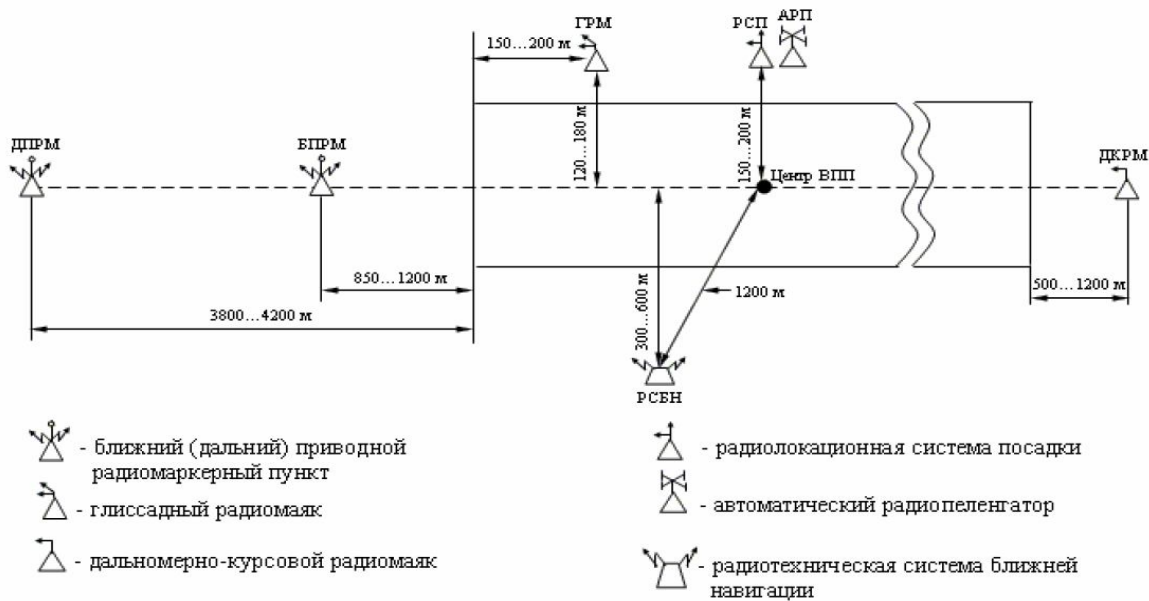 ГРМ
РСП
АРП
150...200 м
ДПРМ
БПРМ
120...180 м
150...200 м
Центр ВПП
ДКРМ
850...1200 м
300...600 м
1200 м
500...1200 м
3800...4200 м
РСБН
- ближний (дальний) приводной
радиомаркерный пункт
- глиссадный радиомаяк
- дальномерно-курсовой радиомаяк
- радиолокационная система посадки
- автоматический радиопеленгатор
- радиотехническая система ближней
навигации